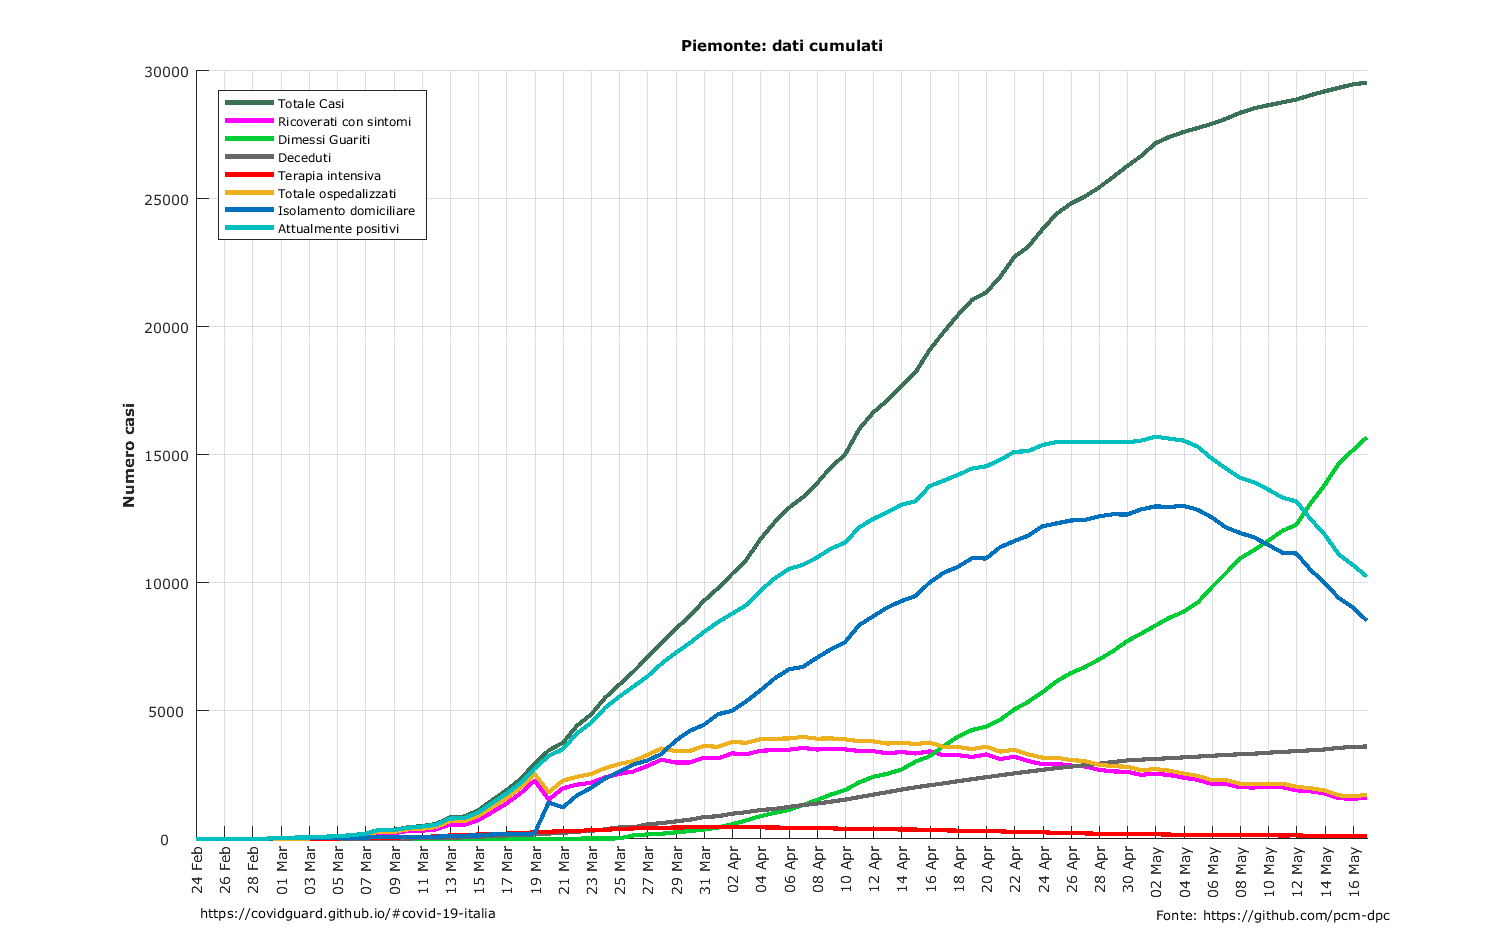 Piemonte: dati cumulati
30000
25000
20000
15000
10000
5000
0
Numero casi
Totale Casi
Ricoverati con sintomi
Dimessi Guariti
Deceduti
Terapia intensiva
Totale ospedalizzati
Isolamento domiciliare
Attualmente positivi
24 Feb
26 Feb
28 Feb
01 Mar
03 Mar
05 Mar
07 Mar
09 Mar
11 Mar
13 Mar
15 Mar
17 Mar
19 Mar
21 Mar
23 Mar
25 Mar
27 Mar
29 Mar
31 Mar
02 Apr
04 Apr
06 Apr
08 Apr
10 Apr
12 Apr
14 Apr
16 Apr
18 Apr
20 Apr
22 Apr
24 Apr
26 Apr
28 Apr
30 Apr
02 May
04 May
06 May
08 May
10 May
12 May
14 May
16 May
https://covidguard.github.io/#covid-19-italia
Fonte: https://github.com/pcm-dpc